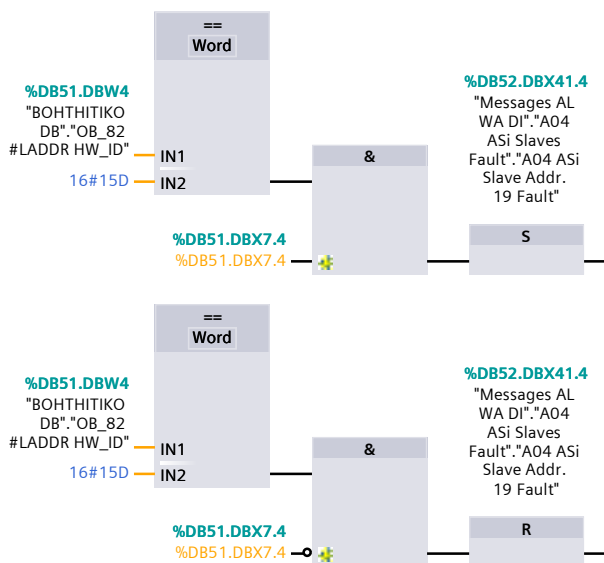 ==
Word
%DB51.DBW4
"BOHTHITIKO
DB"."OB_82
#LADDR HW_ID"
IN1
16#15D
IN2
&
%DB51.DBX7.4
%DB51.DBX7.4
%DB52.DBX41.4
"Messages AL
WA DI"."A04
ASi Slaves
Fault"."A04 ASi
Slave Addr.
19 Fault"
S
==
Word
%DB51.DBW4
"BOHTHITIKO
DB"."OB_82
#LADDR HW_ID"
IN1
16#15D
IN2
&
%DB51.DBX7.4
%DB51.DBX7.4
%DB52.DBX41.4
"Messages AL
WA DI"."A04
ASi Slaves
Fault"."A04 ASi
Slave Addr.
19 Fault"
R